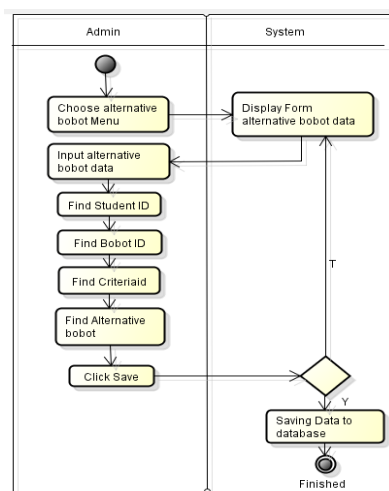 Admin
System
Choose alternative
bobot Menu
Display Form
alternative bobot data
Input alternative
bobot data
Find Student ID
Find Bobot ID
Find Criteriaid
Find Alternative
bobot
Click Save
T
Y
Saving Data to
database
Finished